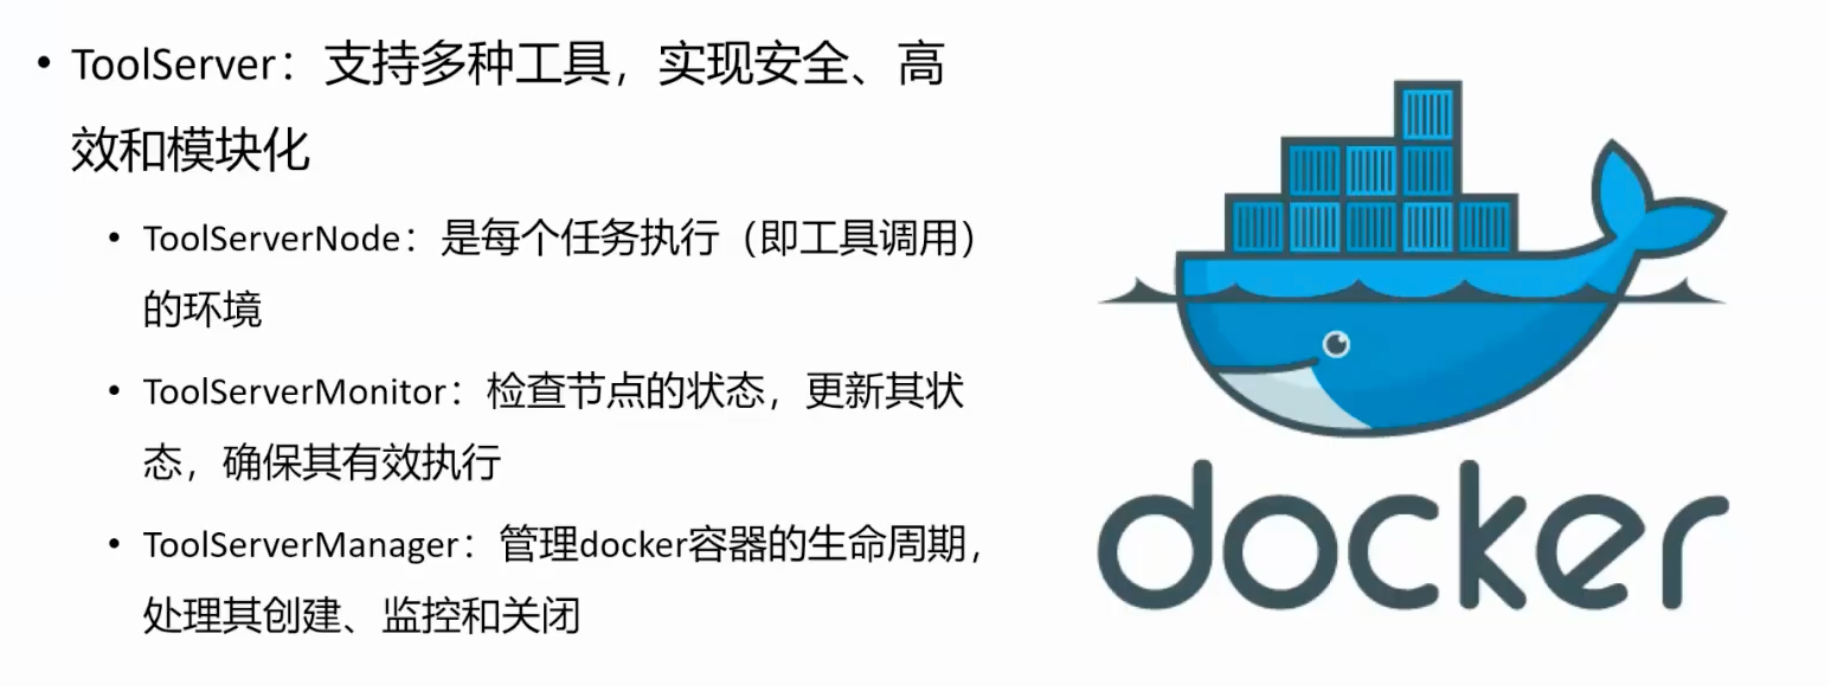 • ToolServer：支持多种工具，实现安全、高
效和模块化
• ToolServerNode：是每个任务执行（即工具调用）
的环境
• ToolServerMonitor：检查节点的状态，更新其状
态，确保其有效执行
• ToolServerManager：管理docker容器的生命周期，
处理其创建、监控和关闭
docker